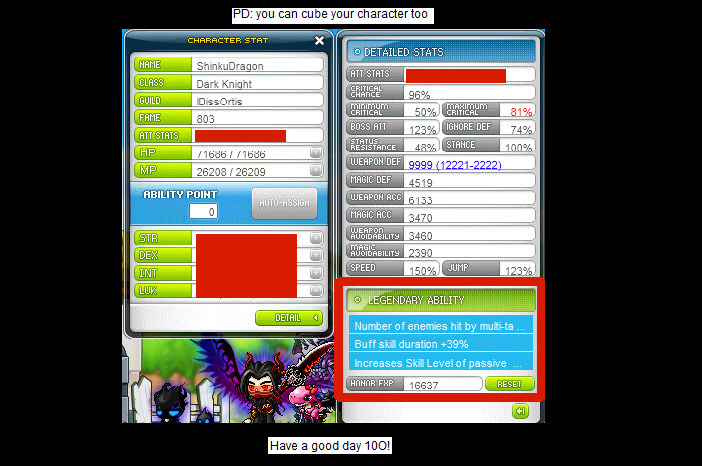 PD: you can cube your character too
CHARACTER STAT
NAME ShinkuDragon
CLASS Dark Knight
GUILD IDissOrtis
FAME 803
ATT STATS
HP 71686 / 71686
MP 26208 / 26209
ABILITY POINT
0 AUTO-ASSIGN
STR
DEX
INT
LUK
DETAIL
DETAILED STATS
ATT STATS
CRITICAL CHANCE 96%
MINIMUM CRITICAL 50% MAXIMUM CRITICAL 81%
BOSS ATT 123% IGNORE DEF 74%
STATUS RESISTANCE 48% STANCE 100%
WEAPON DEF 9999 (12221-2222)
MAGIC DEF 4519
WEAPON ACC 6133
MAGIC ACC 3470
WEAPON AVOIDABILITY 3460
MAGIC AVOIDABILITY 2390
SPEED 150% JUMP 123%
LEGENDARY ABILITY
Number of enemies hit by multi-ta ...
Buff skill duration +39%
Increases Skill Level of passive ...
HONOR EXP 16637 RESET
Have a good day 10O!